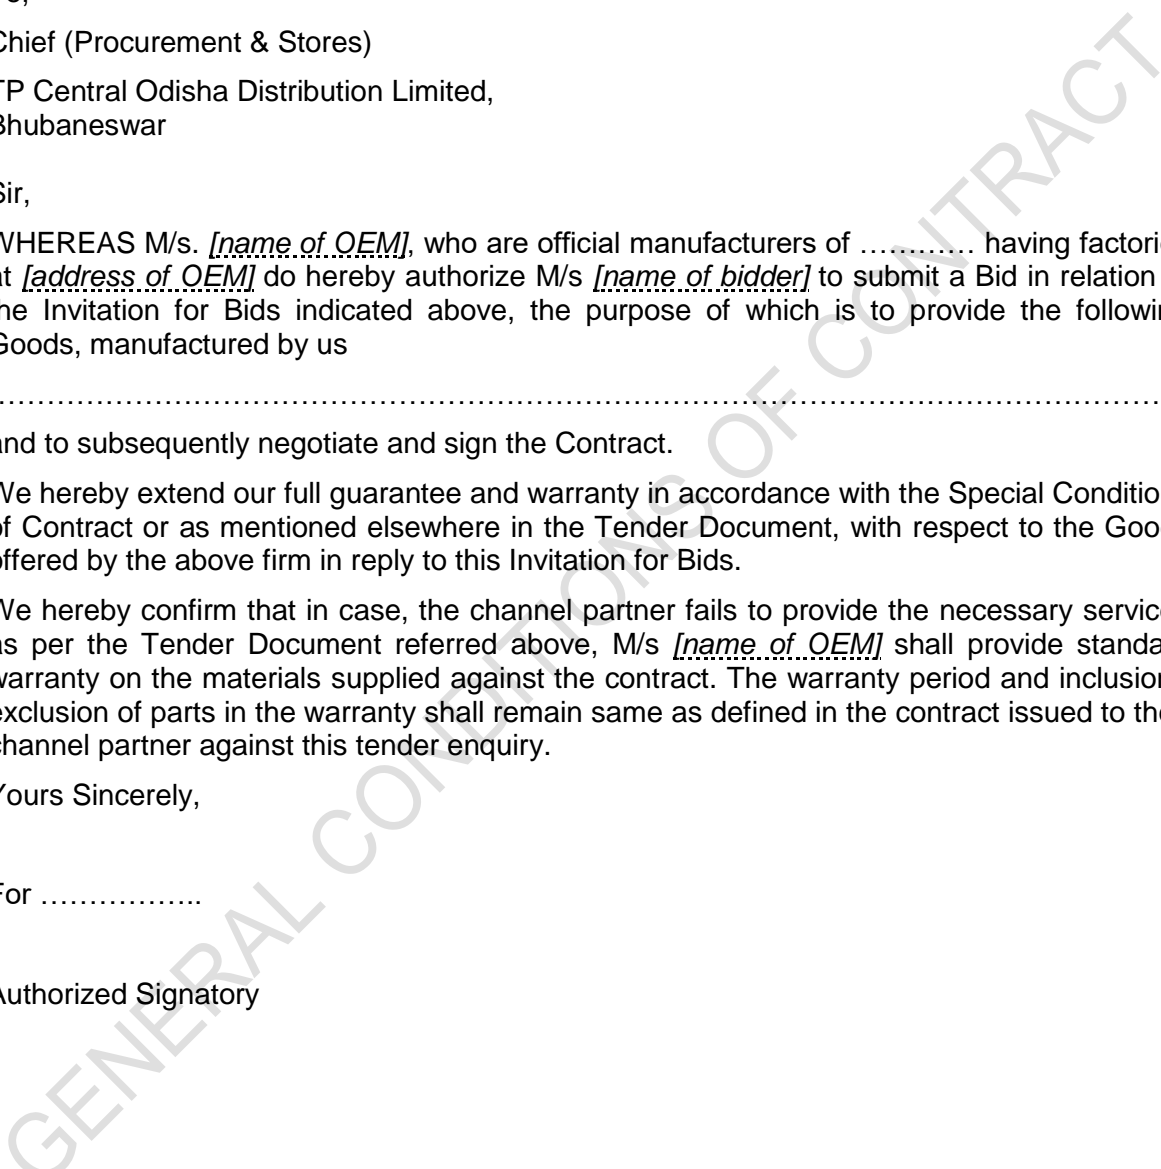 To,
Chief (Procurement & Stores)
TP Central Odisha Distribution Limited,
Bhubaneswar
Sir,
WHEREAS M/s. [name of OEM], who are official manufacturers of ………… having factori
at [address of OEM] do hereby authorize M/s [name of bidder] to submit a Bid in relation
the Invitation for Bids indicated above, the purpose of which is to provide the followin
Goods, manufactured by us
………………………………………………………………………………………………………………
and to subsequently negotiate and sign the Contract.
We hereby extend our full guarantee and warranty in accordance with the Special Conditio
of Contract or as mentioned elsewhere in the Tender Document, with respect to the Goo
offered by the above firm in reply to this Invitation for Bids.
We hereby confirm that in case, the channel partner fails to provide the necessary service
as per the Tender Document referred above, M/s [name of OEM] shall provide standa
warranty on the materials supplied against the contract. The warranty period and inclusion
exclusion of parts in the warranty shall remain same as defined in the contract issued to the
channel partner against this tender enquiry.
Yours Sincerely,
For ……………..
Authorized Signatory
GENERAL CONDITIONS OF CONTRACT